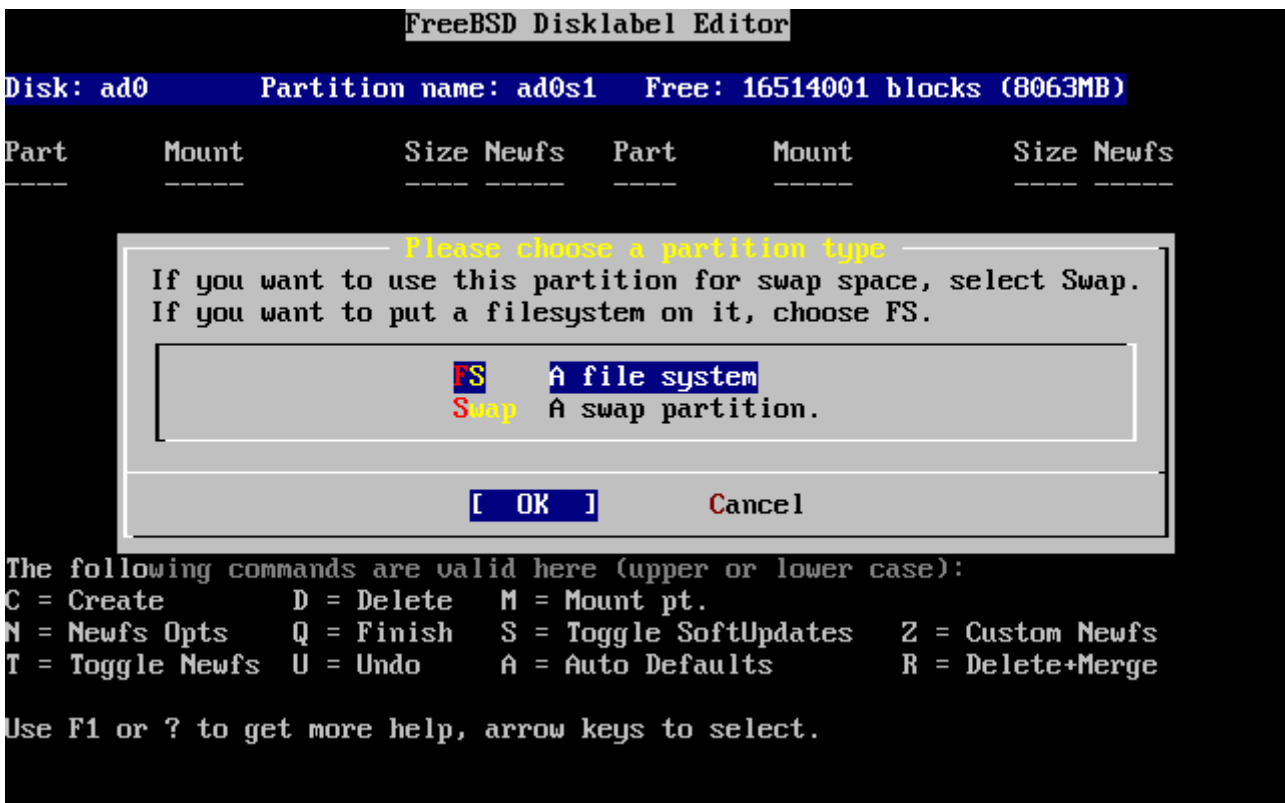 FreeBSD Disklabel Editor
Disk: ad0 Partition name: ad0s1 Free: 16514001 blocks (8063MB)
Part Mount Size Newfs Part Mount Size Newfs
---- ----- ---- ----- ---- ----- ---- -----
Please choose a partition type
If you want to use this partition for swap space, select Swap.
If you want to put a filesystem on it, choose FS.
FS A file system
Swap A swap partition.
[ OK ] Cancel
The following commands are valid here (upper or lower case):
C = Create D = Delete M = Mount pt.
N = Newfs Opts Q = Finish S = Toggle SoftUpdates Z = Custom Newfs
T = Toggle Newfs U = Undo A = Auto Defaults R = Delete+Merge
Use F1 or ? to get more help, arrow keys to select.